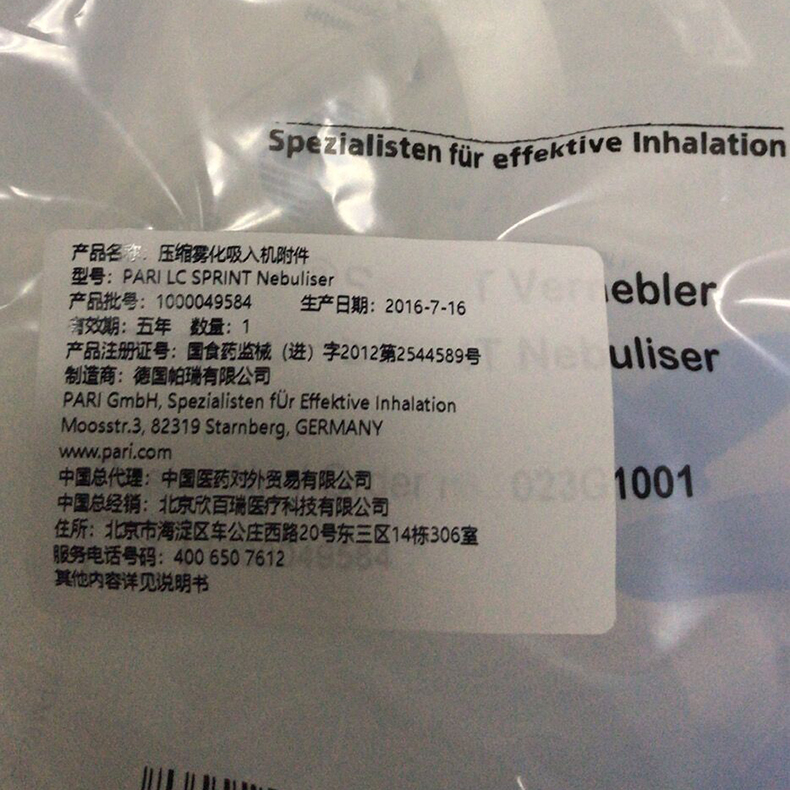 Spezialisten für effektive Inhalation
产品名称：压缩雾化吸入机附件
型号：PARI LC SPRINT Nebuliser
产品批号：1000049584 生产日期：2016-7-16
有效期：五年 数量：1
产品注册证号：国食药监械（进）字2012第2544589号
制造商：德国帕瑞有限公司
PARI GmbH, Spezialisten fÜr Effektive Inhalation
Moosstr.3, 82319 Starnberg, GERMANY
www.pari.com
中国总代理：中国医药对外贸易有限公司
中国总经销：北京欣百瑞医疗科技有限公司
住所：北京市海淀区车公庄西路20号东三区14栋306室
服务电话号码：400 650 7612
其他内容详见说明书
T Vernebler
T Nebuliser
023G1001